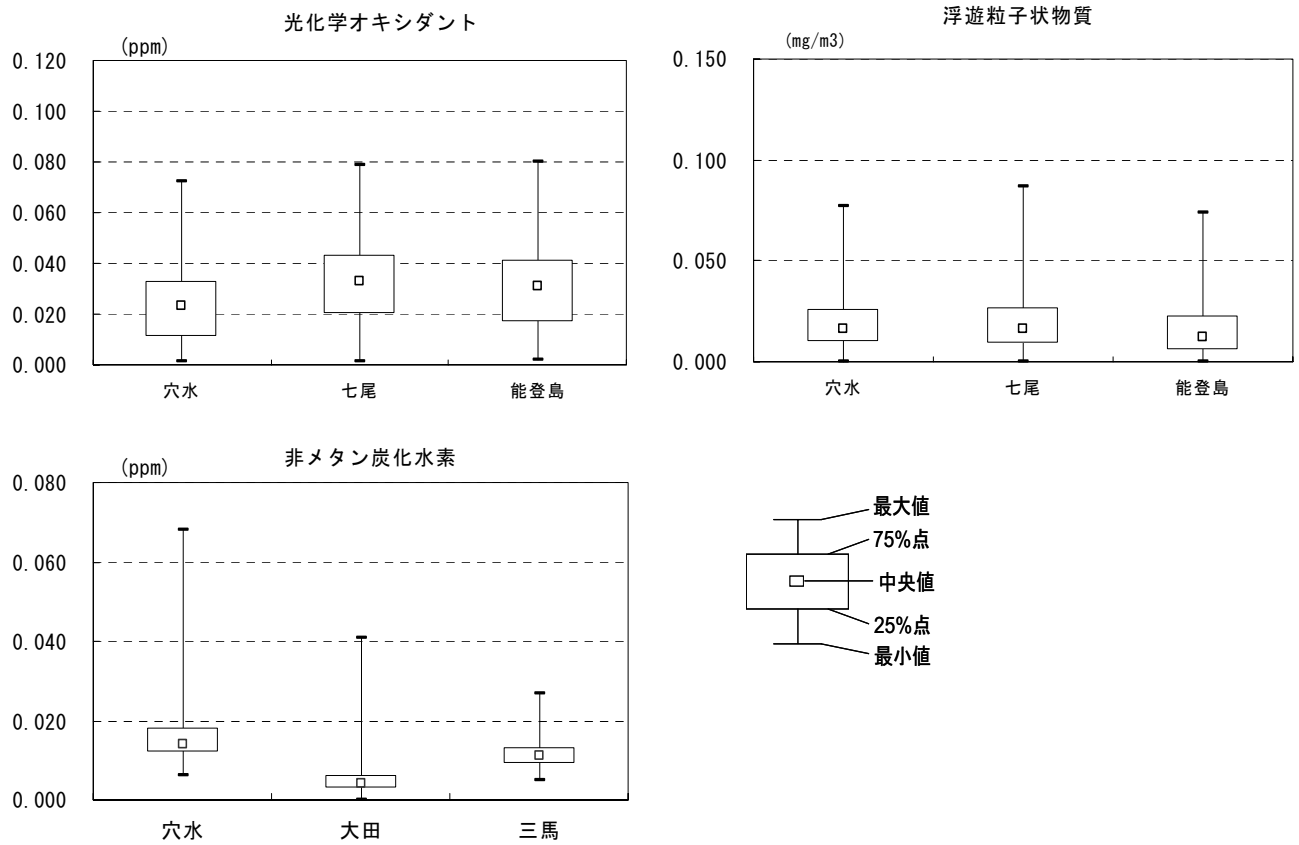 光化学オキシダント
(ppm)
0.120
0.100
0.080
0.060
0.040
0.020
0.000
穴水 七尾 能登島
浮遊粒子状物質
(mg/m3)
0.150
0.100
0.050
0.000
穴水 七尾 能登島
非メタン炭化水素
(ppm)
0.080
0.060
0.040
0.020
0.000
穴水 大田 三馬
最大値
75%点
中央値
25%点
最小値